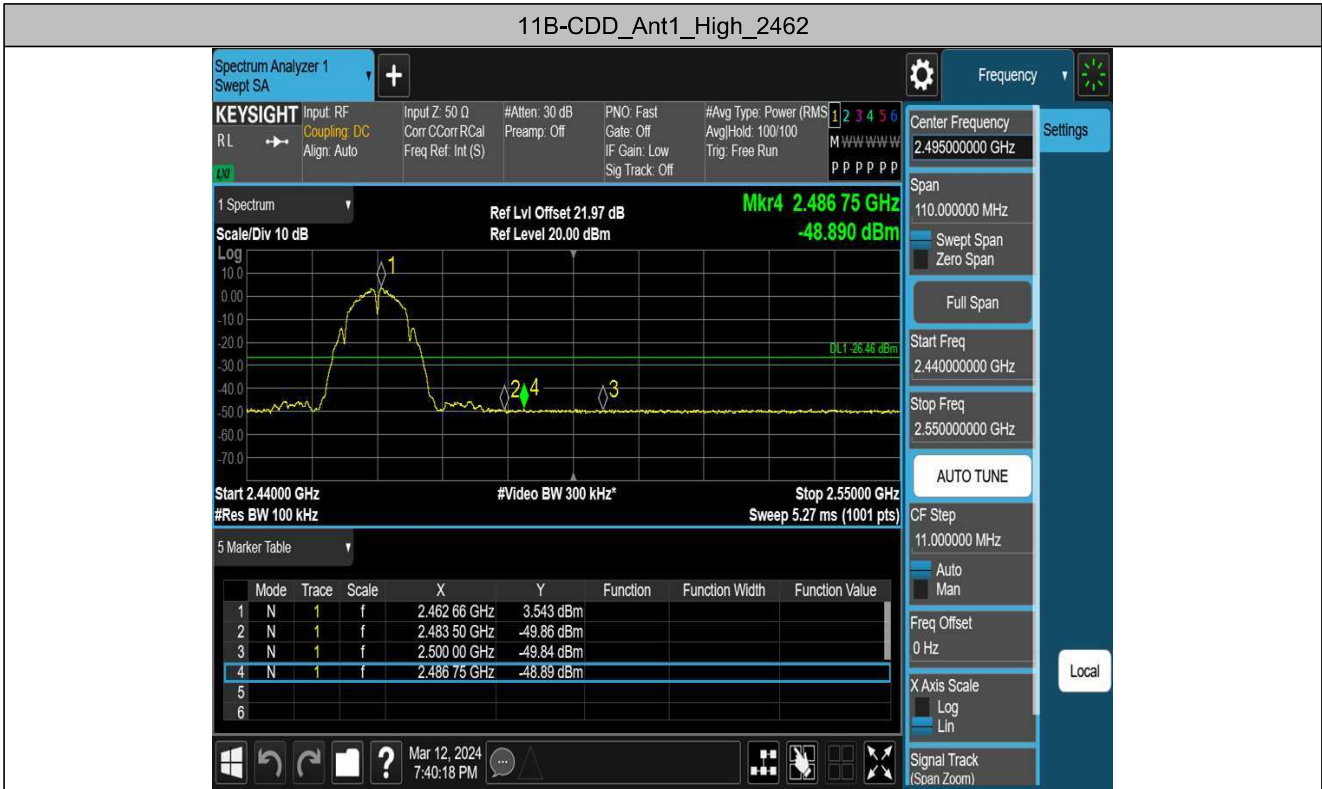 11B-CDD_Ant1_High_2462
Spectrum Analyzer 1
Swept SA
+
Frequency
KEYSIGHT
RL
LXI
Input: RF
Coupling: DC
Align: Auto
Input Z: 50 Ω
Corr CCorr RCal
Freq Ref: Int (S)
#Atten: 30 dB
Preamp: Off
PNO: Fast
Gate: Off
IF Gain: Low
Sig Track: Off
#Avg Type: Power (RMS
Avg|Hold: 100/100
Trig: Free Run
1 2 3 4 5 6
M W W W W W
P P P P P P
1 Spectrum
Scale/Div 10 dB
Ref Lvl Offset 21.97 dB
Ref Level 20.00 dBm
Mkr4 2.486 75 GHz
-48.890 dBm
Log
10.0
0.00
-10.0
-20.0
-30.0
-40.0
-50.0
-60.0
-70.0
1
DL1 -26.46 dBm
2 4 3
Start 2.44000 GHz #Video BW 300 kHz* Stop 2.55000 GHz
#Res BW 100 kHz Sweep 5.27 ms (1001 pts)
5 Marker Table
Mode Trace Scale X Y Function Function Width Function Value
1 N 1 f 2.462 66 GHz 3.543 dBm
2 N 1 f 2.483 50 GHz -49.86 dBm
3 N 1 f 2.500 00 GHz -49.84 dBm
4 N 1 f 2.486 75 GHz -48.89 dBm
5
6
?
Mar 12, 2024
7:40:18 PM
Center Frequency
2.495000000 GHz
Settings
Span
110.000000 MHz
Swept Span
Zero Span
Full Span
Start Freq
2.440000000 GHz
Stop Freq
2.550000000 GHz
AUTO TUNE
CF Step
11.000000 MHz
Auto
Man
Freq Offset
0 Hz
Local
X Axis Scale
Log
Lin
Signal Track
(Span Zoom)